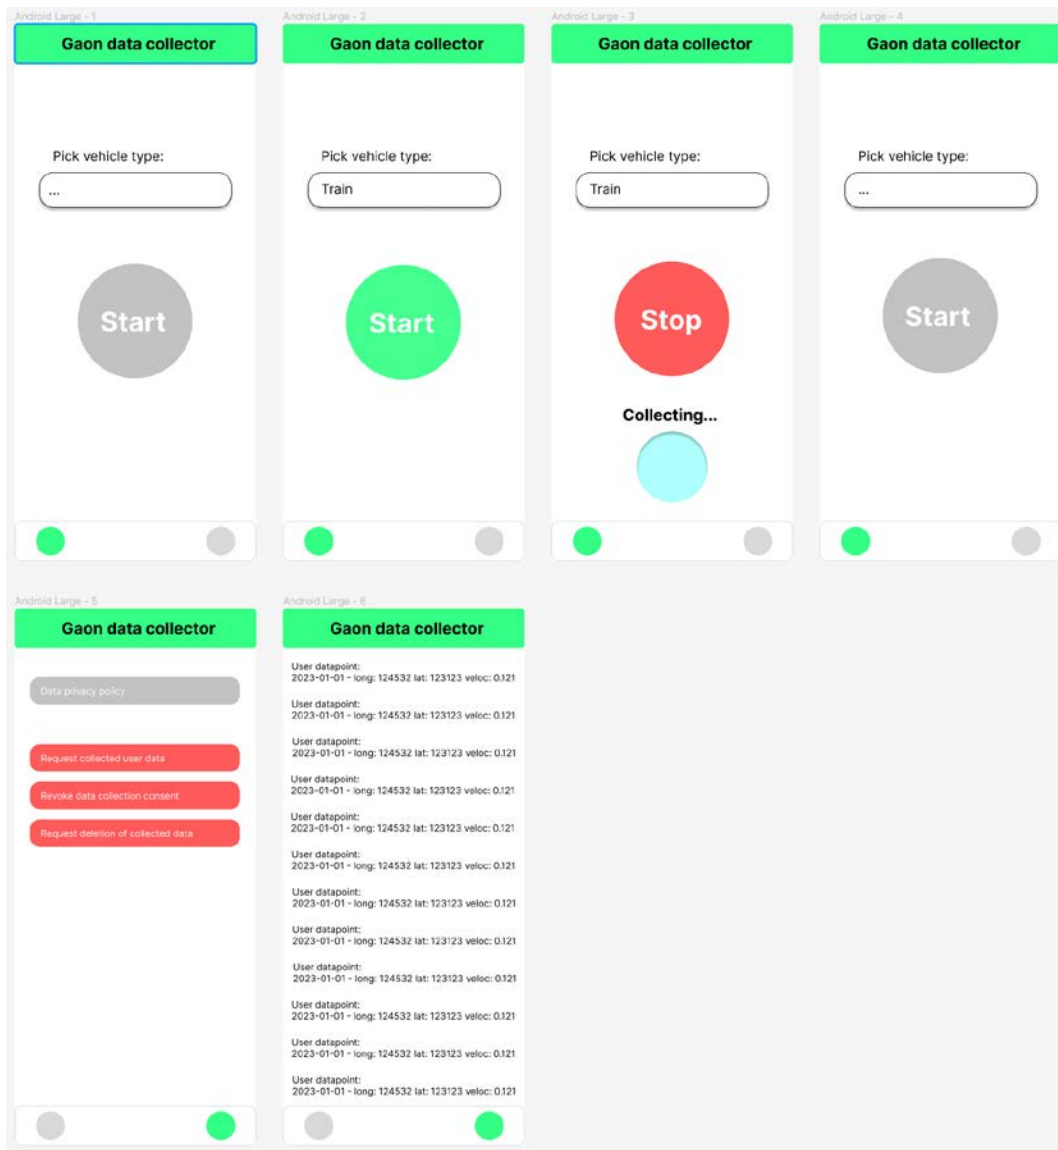 Android Large - 1
Gaon data collector
Pick vehicle type:
...
Start
Android Large - 2
Gaon data collector
Pick vehicle type:
Train
Start
Android Large - 3
Gaon data collector
Pick vehicle type:
Train
Stop
Collecting...
Android Large - 4
Gaon data collector
Pick vehicle type:
...
Start
Android Large - 5
Gaon data collector
Data privacy policy
Request collected user data
Revoke data collection consent
Request deletion of collected data
Android Large - 6
Gaon data collector
User datapoint:
2023-01-01 - long: 124532 lat: 123123 veloc: 0.121
User datapoint:
2023-01-01 - long: 124532 lat: 123123 veloc: 0.121
User datapoint:
2023-01-01 - long: 124532 lat: 123123 veloc: 0.121
User datapoint:
2023-01-01 - long: 124532 lat: 123123 veloc: 0.121
User datapoint:
2023-01-01 - long: 124532 lat: 123123 veloc: 0.121
User datapoint:
2023-01-01 - long: 124532 lat: 123123 veloc: 0.121
User datapoint:
2023-01-01 - long: 124532 lat: 123123 veloc: 0.121
User datapoint:
2023-01-01 - long: 124532 lat: 123123 veloc: 0.121
User datapoint:
2023-01-01 - long: 124532 lat: 123123 veloc: 0.121
User datapoint:
2023-01-01 - long: 124532 lat: 123123 veloc: 0.121
User datapoint:
2023-01-01 - long: 124532 lat: 123123 veloc: 0.121
User datapoint:
2023-01-01 - long: 124532 lat: 123123 veloc: 0.121